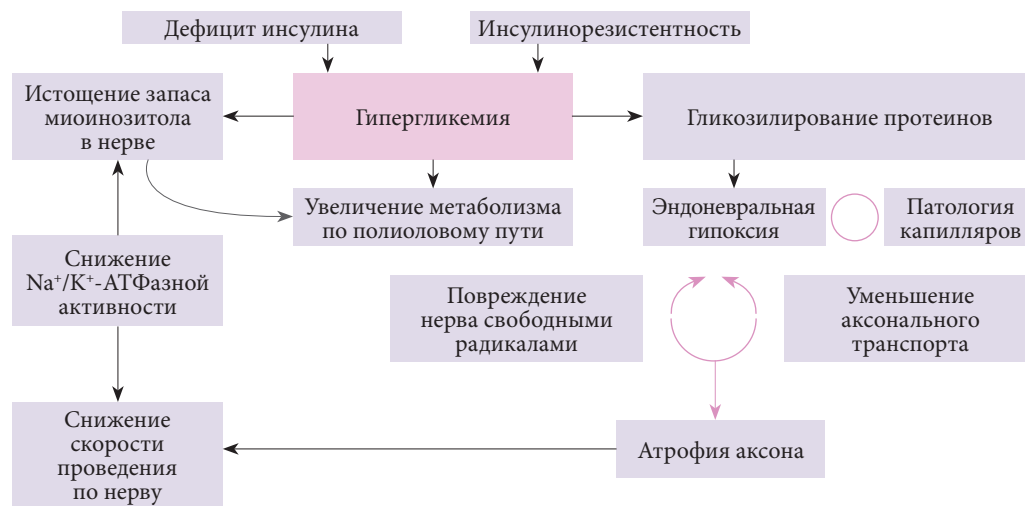 Дефицит инсулина
Инсулинорезистентность
Истощение запаса
миоинозитола
в нерве
Гипергликемия
Гликозилирование протеинов
Увеличение метаболизма
по полиоловому пути
Эндоневральная
гипоксия
Патология
капилляров
Снижение
Na⁺/K⁺-АТФазной
активности
Повреждение
нерва свободными
радикалами
Уменьшение
аксонального
транспорта
Снижение
скорости
проведения
по нерву
Атрофия аксона